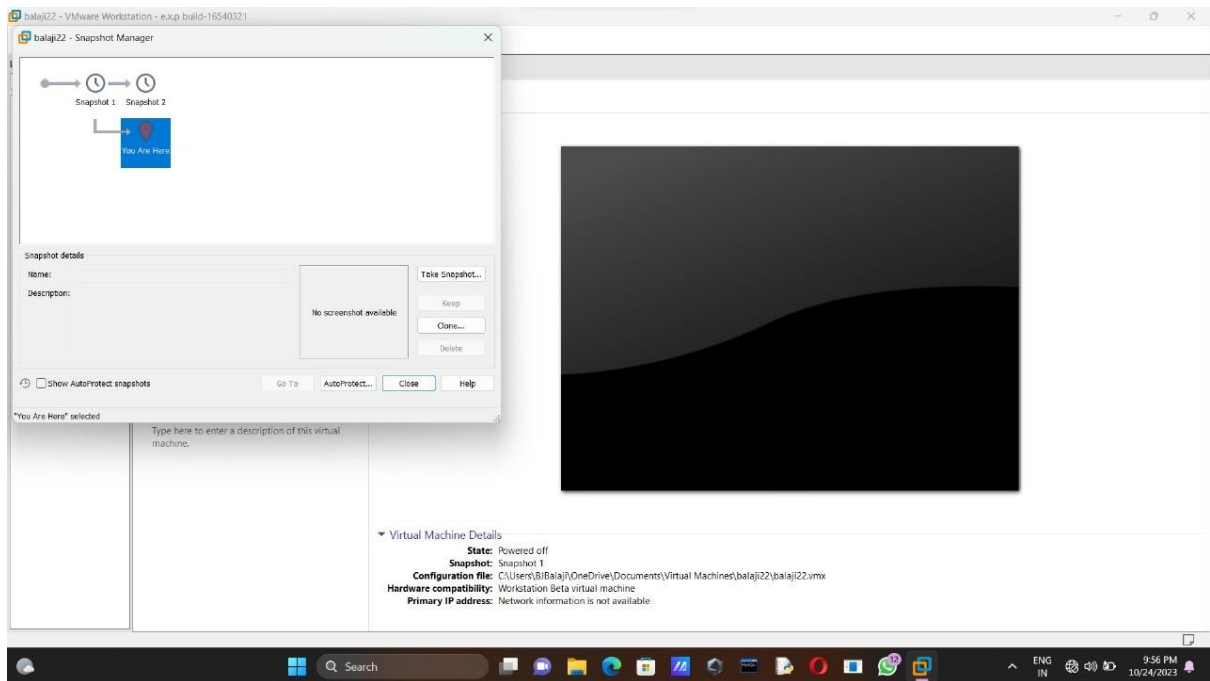 balaji22 - VMware Workstation - e.x.p build-16540321
balaji22 - Snapshot Manager
Snapshot 1 Snapshot 2
You Are Here
Snapshot details
Name:
Description:
No screenshot available
Take Snapshot...
Keep
Clone...
Delete
Show AutoProtect snapshots
Go To
AutoProtect...
Close
Help
"You Are Here" selected
Type here to enter a description of this virtual
machine.
Virtual Machine Details
State: Powered off
Snapshot: Snapshot 1
Configuration file: C:\Users\BJBalaji\OneDrive\Documents\Virtual Machines\balaji22\balaji22.vmx
Hardware compatibility: Workstation Beta virtual machine
Primary IP address: Network information is not available
Search
12
ENG
IN
9:56 PM
10/24/2023